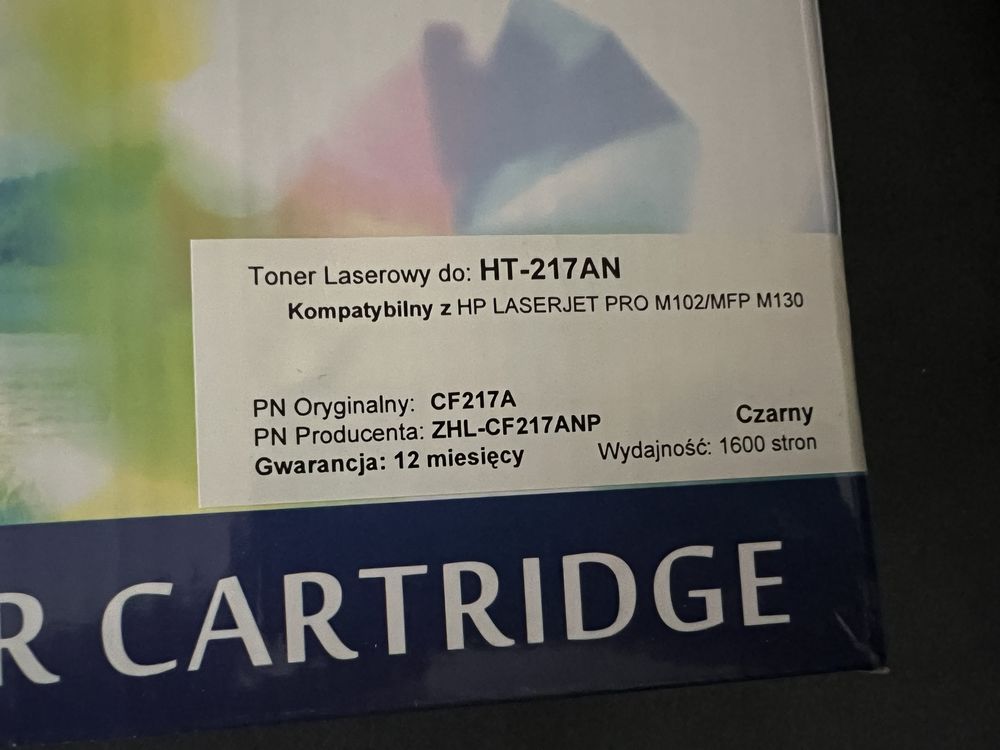 Toner Laserowy do: HT-217AN
Kompatybilny z HP LASERJET PRO M102/MFP M130
PN Oryginalny: CF217A
PN Producenta: ZHL-CF217ANP
Gwarancja: 12 miesięcy
Czarny
Wydajność: 1600 stron
R CARTRIDGE